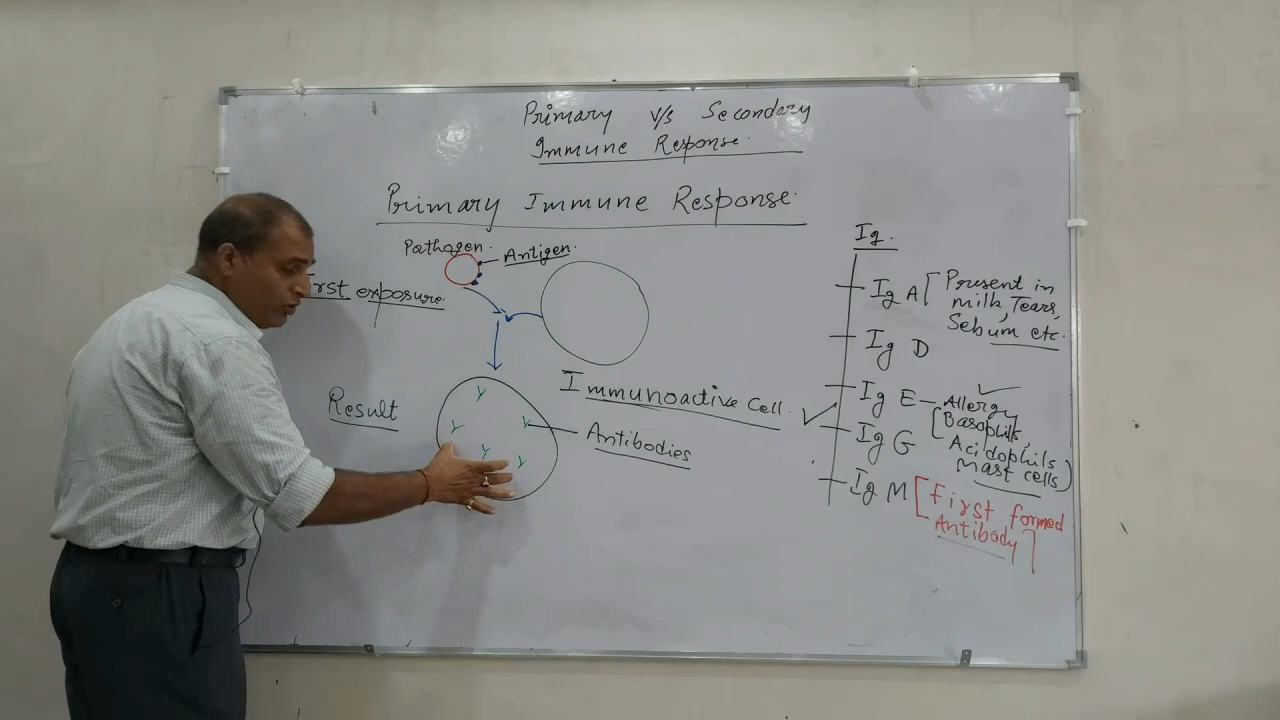 Primary v/s Secondary
Immune Response.
Primary Immune Response.
Pathogen.
Antigen.
rst exposure
Result
Immunoactive Cell.
Antibodies
Y
Y
Y
Y
Y
Ig.
Ig A [ Present in
milk, Tears,
Sebum etc.
Ig D
Ig E — Allergy
[ Basophils,
Acidophils
Mast cells )
Ig G
Ig M [ First formed
Antibody ]